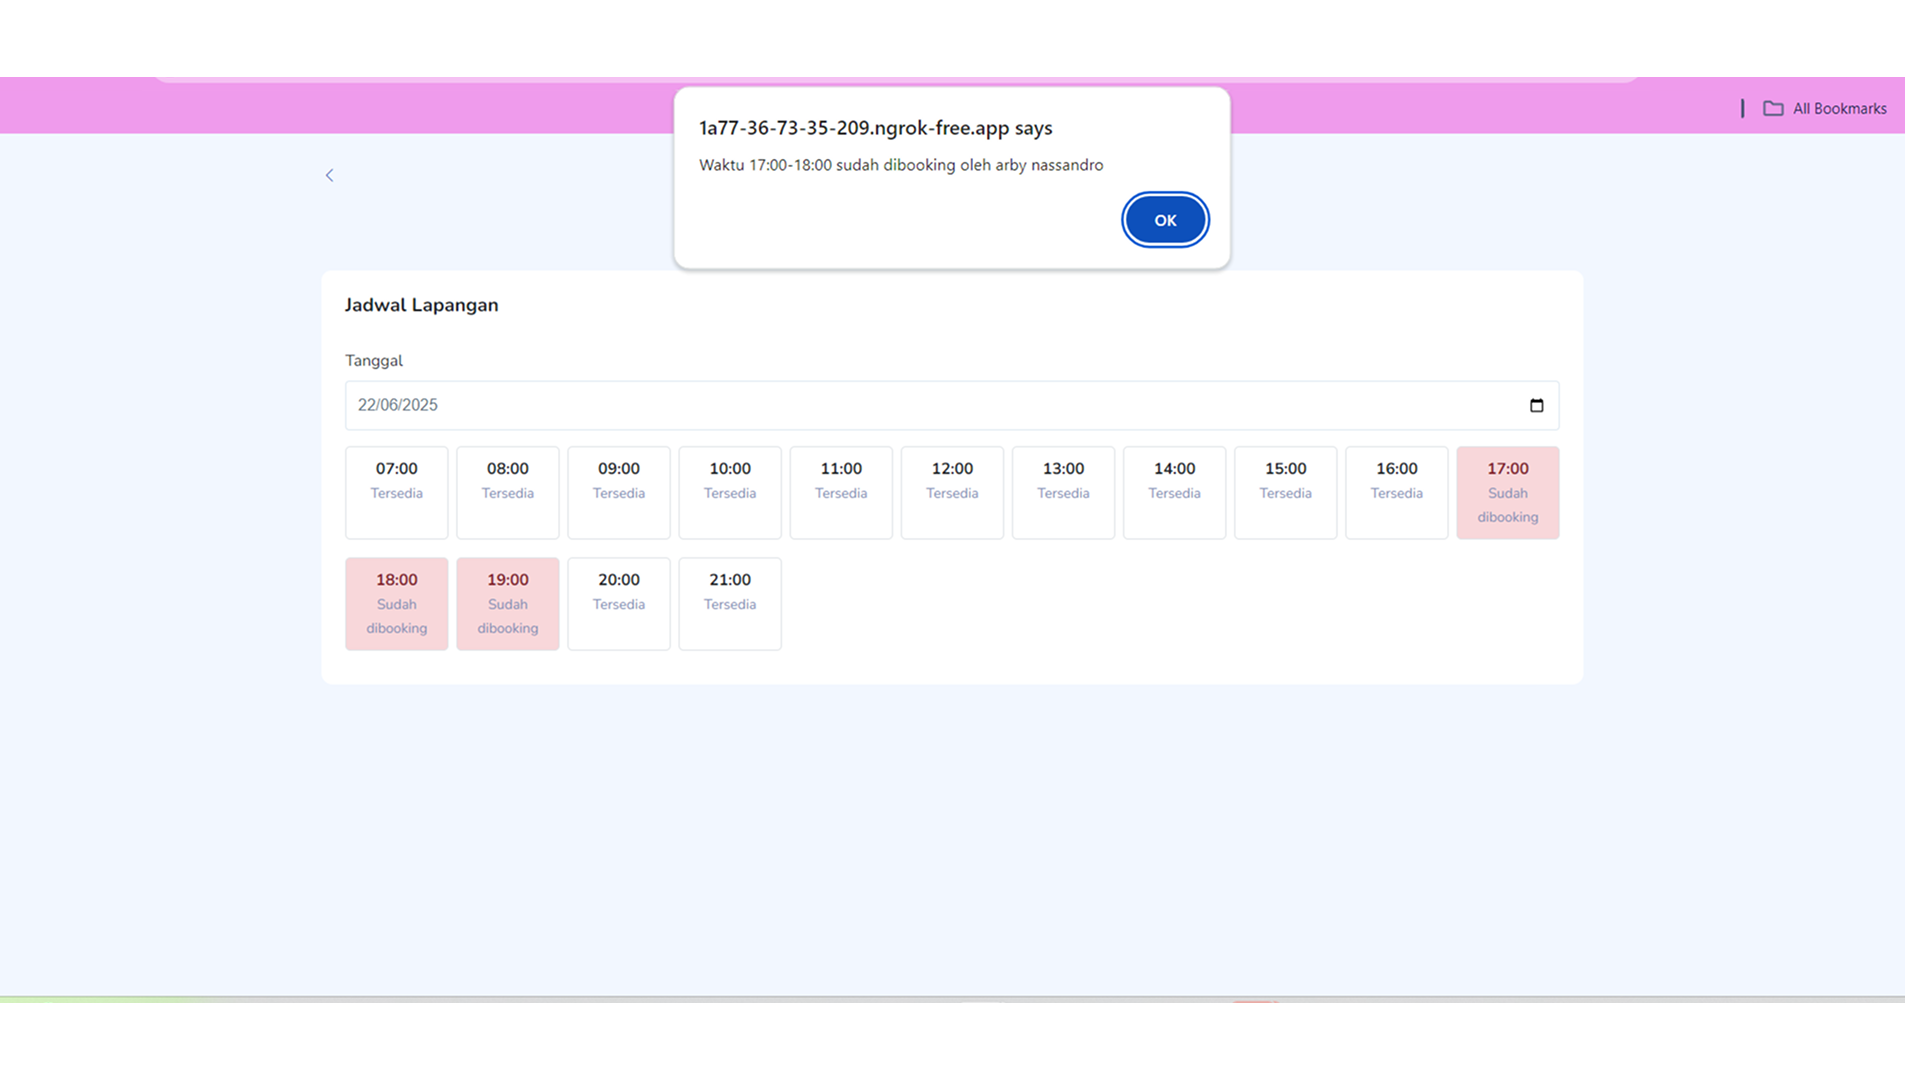 All Bookmarks
1a77-36-73-35-209.ngrok-free.app says
Waktu 17:00-18:00 sudah dibooking oleh arby nassandro
OK
Jadwal Lapangan
Tanggal
22/06/2025
07:00 08:00 09:00 10:00 11:00 12:00 13:00 14:00 15:00 16:00 17:00
Tersedia Tersedia Tersedia Tersedia Tersedia Tersedia Tersedia Tersedia Tersedia Tersedia Sudah
dibooking
18:00 19:00 20:00 21:00
Sudah Sudah Tersedia Tersedia
dibooking dibooking